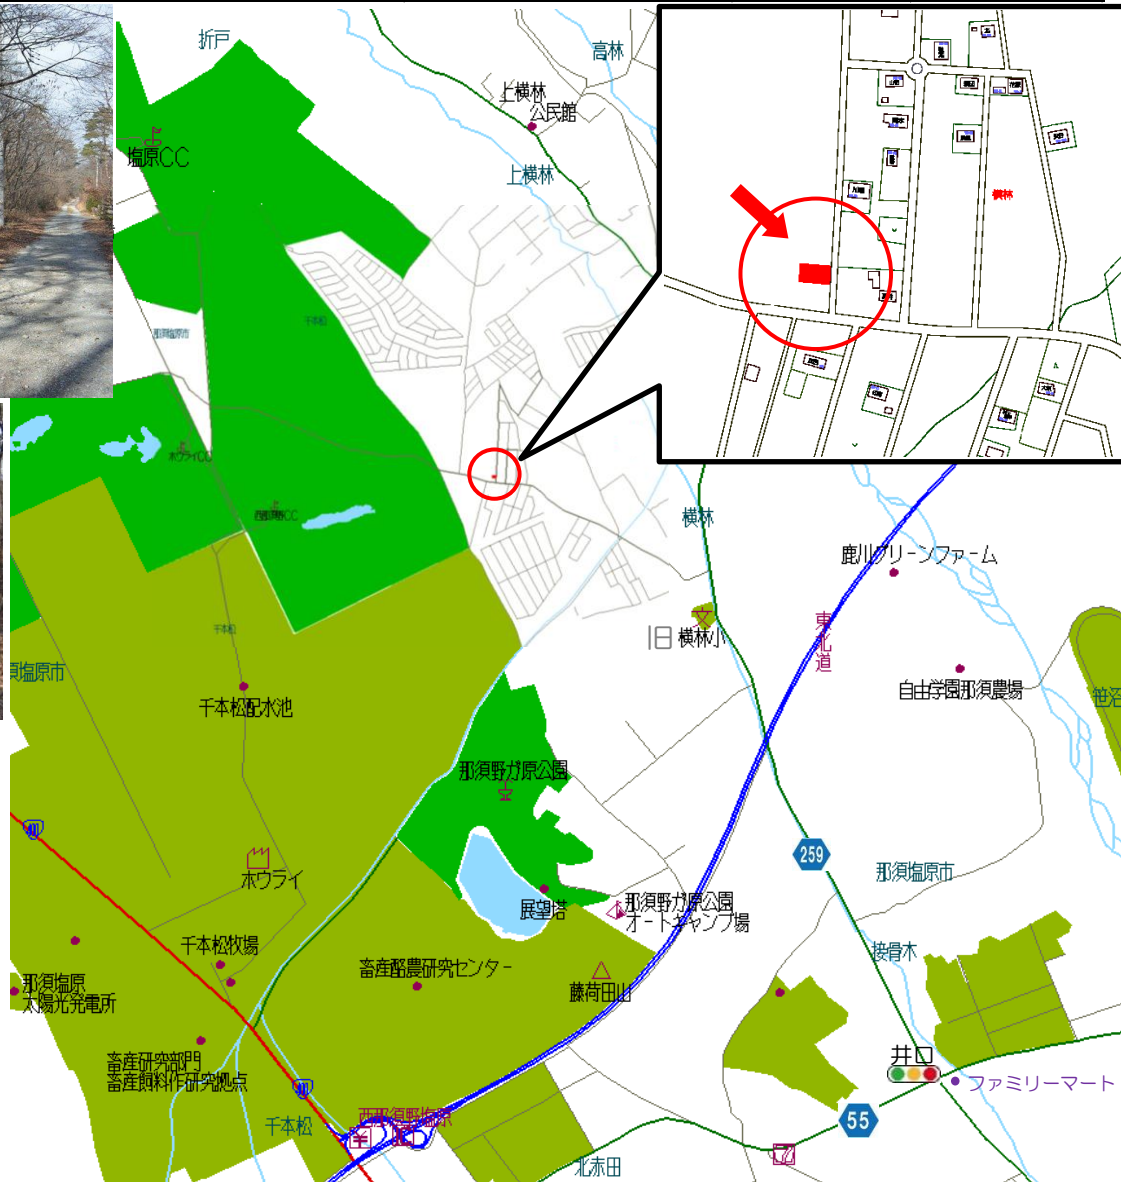 折戸
高林
上横林
公民館
塩原CC
上横林
横林
千本松
那須塩原市
ホウライCC
西那須野CC
横林
鹿川グリーンファーム
東北道
千本松
旧 横林小
須塩原市
自由学園那須農場
笹沼
千本松配水池
那須野が原公園
259
ホウライ
那須塩原市
展望塔
那須野が原公園
オートキャンプ場
千本松牧場
接骨木
畜産酪農研究センター
那須塩原
太陽光発電所
藤荷田山
畜産研究部門
畜産飼料作研究拠点
井口
ファミリーマート
千本松
西那須野塩原
55
北赤田